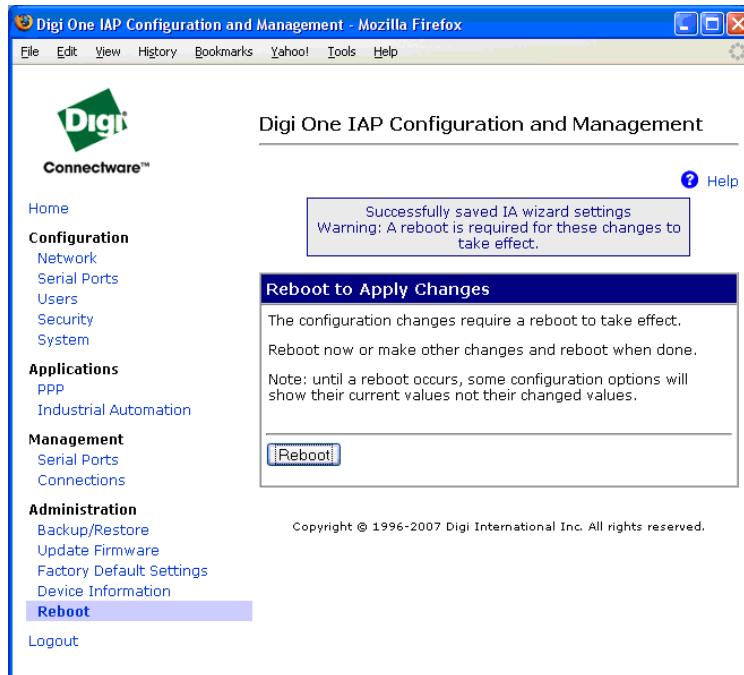 Digi One IAP Configuration and Management - Mozilla Firefox
File Edit View History Bookmarks Yahoo! Tools Help
Digi
Connectware™
Digi One IAP Configuration and Management
Help
Home
Configuration
Network
Serial Ports
Users
Security
System
Applications
PPP
Industrial Automation
Management
Serial Ports
Connections
Administration
Backup/Restore
Update Firmware
Factory Default Settings
Device Information
Reboot
Logout
Successfully saved IA wizard settings
Warning: A reboot is required for these changes to
take effect.
Reboot to Apply Changes
The configuration changes require a reboot to take effect.
Reboot now or make other changes and reboot when done.
Note: until a reboot occurs, some configuration options will
show their current values not their changed values.
Reboot
Copyright © 1996-2007 Digi International Inc. All rights reserved.